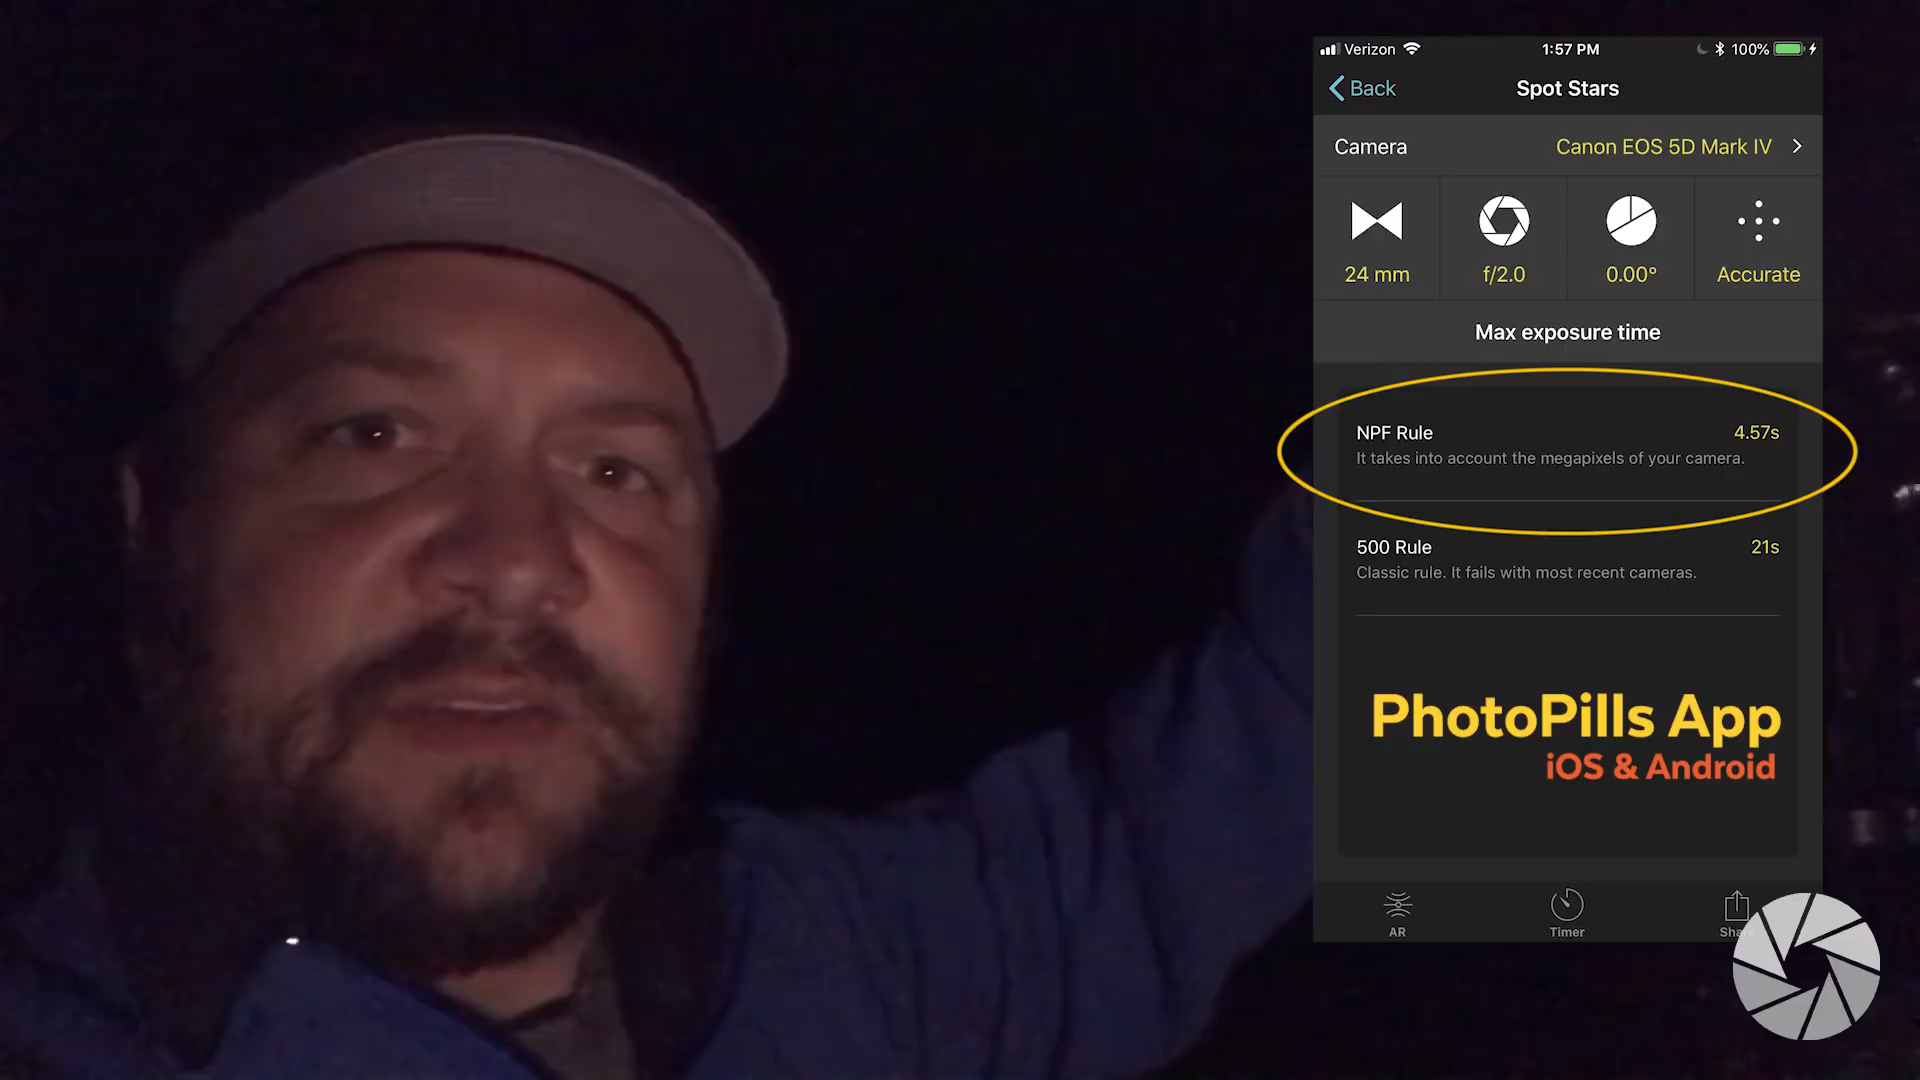 Verizon 1:57 PM 100%
Back Spot Stars
Camera Canon EOS 5D Mark IV
24 mm f/2.0 0.00° Accurate
Max exposure time
NPF Rule 4.57s
It takes into account the megapixels of your camera.
500 Rule 21s
Classic rule. It fails with most recent cameras.
PhotoPills App
iOS & Android
AR Timer